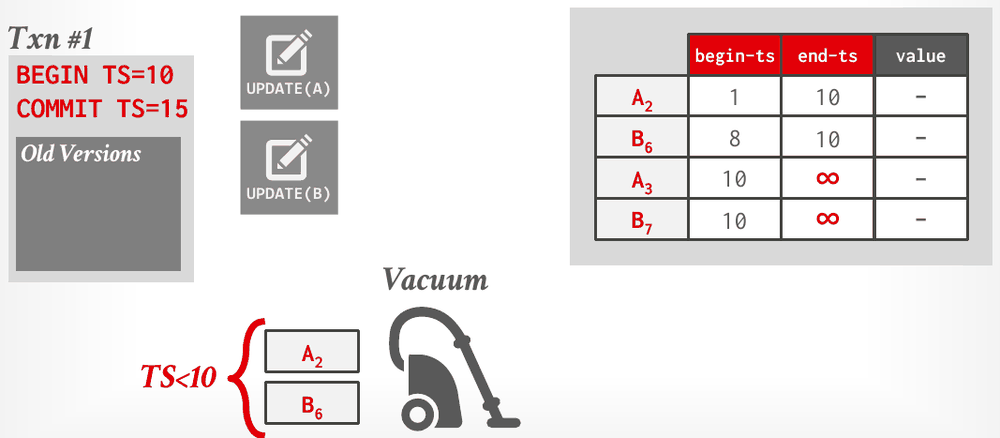 Txn #1
BEGIN TS=10
COMMIT TS=15
Old Versions
UPDATE(A)
UPDATE(B)
begin-ts end-ts value
A2 1 10 –
B6 8 10 –
A3 10 ∞ –
B7 10 ∞ –
Vacuum
TS<10
A2
B6